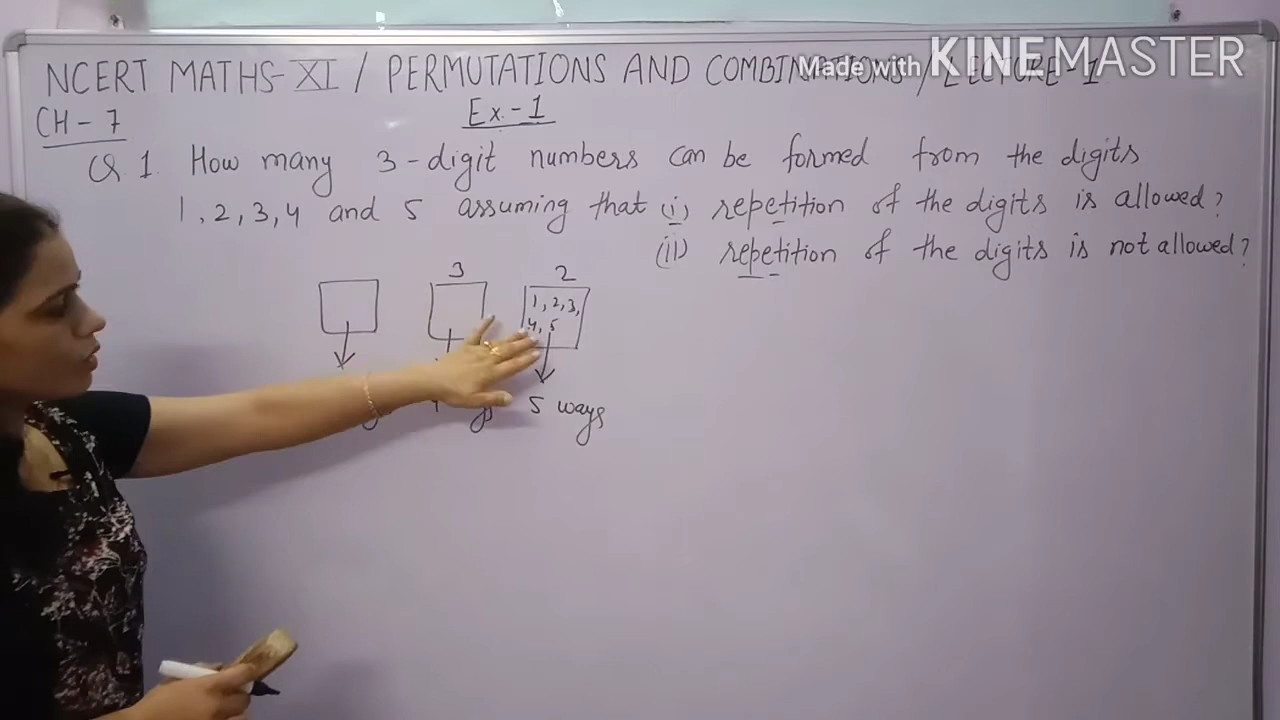 Made with KINEMASTER
NCERT MATHS-XI / PERMUTATIONS AND COMBINATIONS / LECTURE-1
CH-7
Ex.-1
Q.1. How many 3-digit numbers can be formed from the digits
1, 2, 3, 4 and 5 assuming that (i) repetition of the digits is allowed?
(ii) repetition of the digits is not allowed?
3 2
1, 2, 3,
4, 5
5 ways